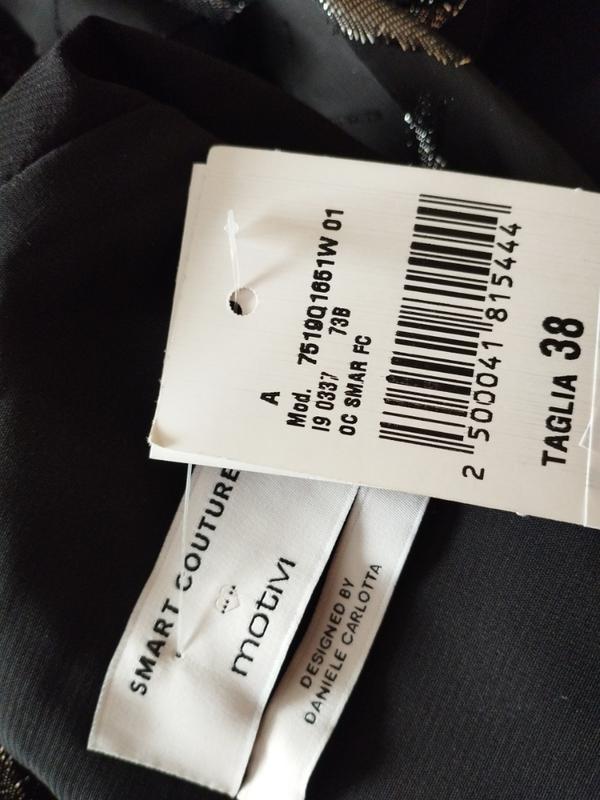 A
Mod. 7519Q1651W 01
I9 0337 73B
OC SMAR FC
2 500041 815444
TAGLIA 38
SMART COUTURE
motivi
DESIGNED BY
DANIELE CARLOTTA